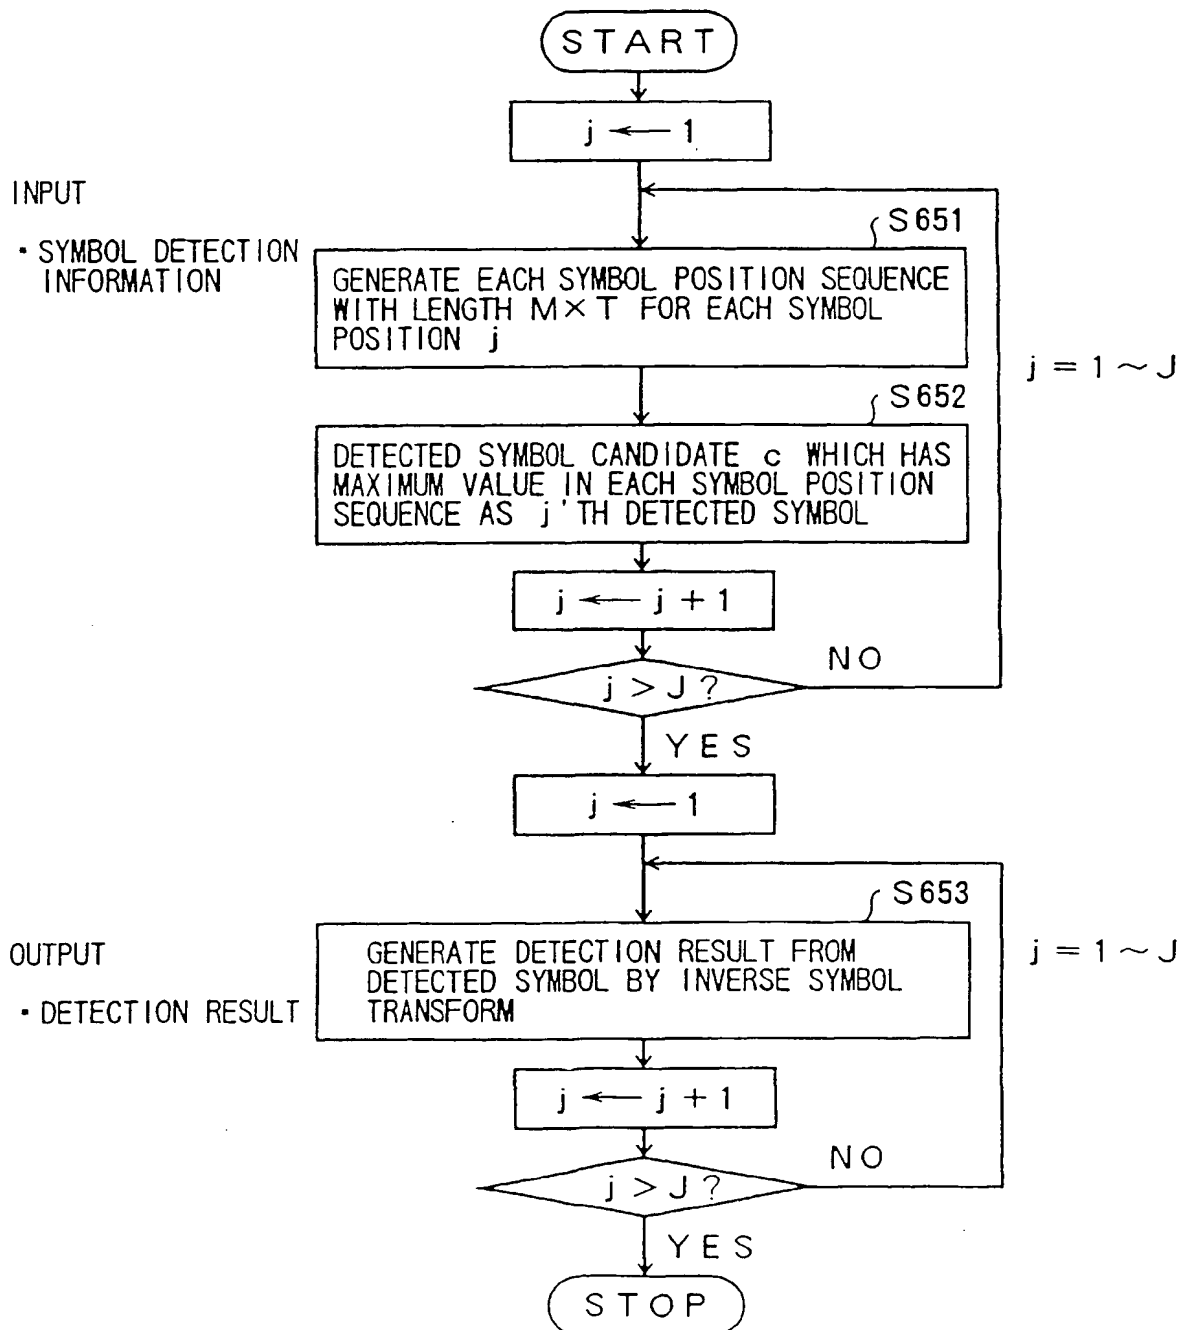 START
j ← 1
INPUT
・SYMBOL DETECTION
INFORMATION
S651
GENERATE EACH SYMBOL POSITION SEQUENCE
WITH LENGTH M×T FOR EACH SYMBOL
POSITION j
j = 1 ~ J
S652
DETECTED SYMBOL CANDIDATE c WHICH HAS
MAXIMUM VALUE IN EACH SYMBOL POSITION
SEQUENCE AS j'TH DETECTED SYMBOL
j ← j + 1
j > J ?
NO
YES
j ← 1
S653
OUTPUT
・DETECTION RESULT
GENERATE DETECTION RESULT FROM
DETECTED SYMBOL BY INVERSE SYMBOL
TRANSFORM
j = 1 ~ J
j ← j + 1
j > J ?
NO
YES
STOP